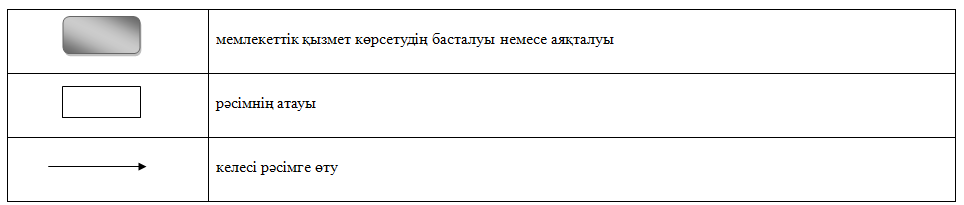 мемлекеттік қызмет көрсетудің басталуы немесе аяқталуы
рәсімнің атауы
келесі рәсімге өту